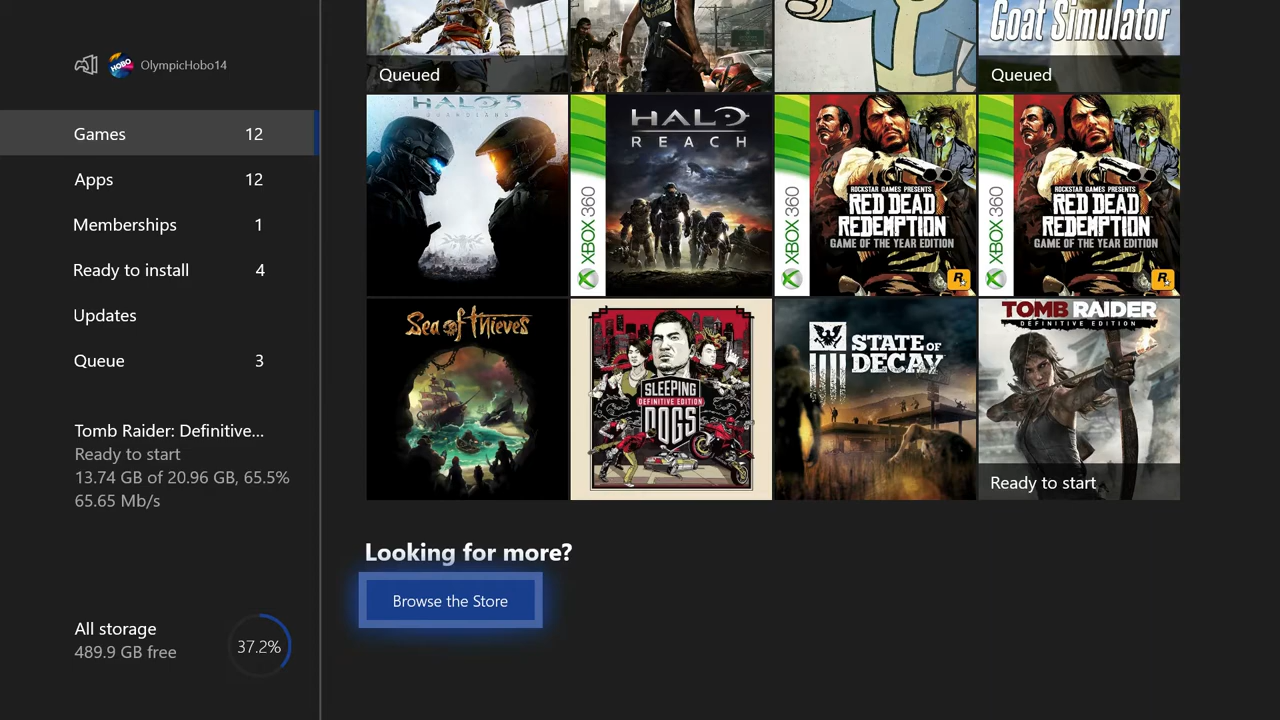 HOBO
OlympicHobo14
Games 12
Apps 12
Memberships 1
Ready to install 4
Updates
Queue 3
Tomb Raider: Definitive...
Ready to start
13.74 GB of 20.96 GB, 65.5%
65.65 Mb/s
All storage
489.9 GB free
37.2%
Queued
Goat Simulator
Queued
HALO 5
GUARDIANS
XBOX 360
HALO
REACH
XBOX 360
ROCKSTAR GAMES PRESENTS
RED DEAD
REDEMPTION
GAME OF THE YEAR EDITION
R
XBOX 360
ROCKSTAR GAMES PRESENTS
RED DEAD
REDEMPTION
GAME OF THE YEAR EDITION
R
Sea of Thieves
SLEEPING
DEFINITIVE EDITION
DOGS
STATE OF
DECAY
TOMB RAIDER
DEFINITIVE EDITION
Ready to start
Looking for more?
Browse the Store